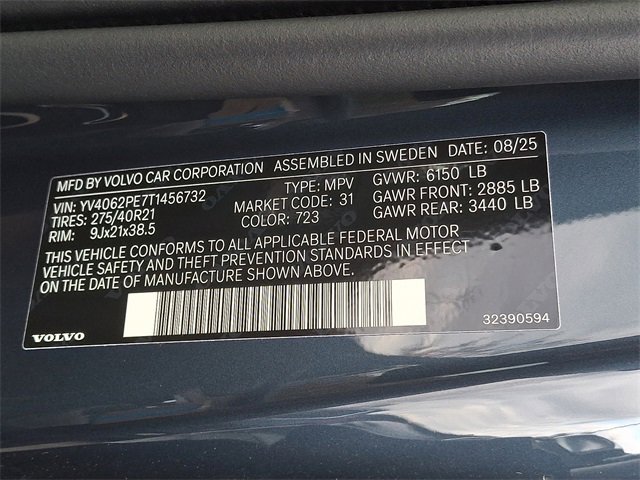 MFD BY VOLVO CAR CORPORATION ASSEMBLED IN SWEDEN DATE: 08/25
VIN: YV4062PE7T1456732 TYPE: MPV GVWR: 6150 LB
TIRES: 275/40R21 MARKET CODE: 31 GAWR FRONT: 2885 LB
RIM: 9Jx21x38.5 COLOR: 723 GAWR REAR: 3440 LB
THIS VEHICLE CONFORMS TO ALL APPLICABLE FEDERAL MOTOR
VEHICLE SAFETY AND THEFT PREVENTION STANDARDS IN EFFECT
ON THE DATE OF MANUFACTURE SHOWN ABOVE.
VOLVO 32390594